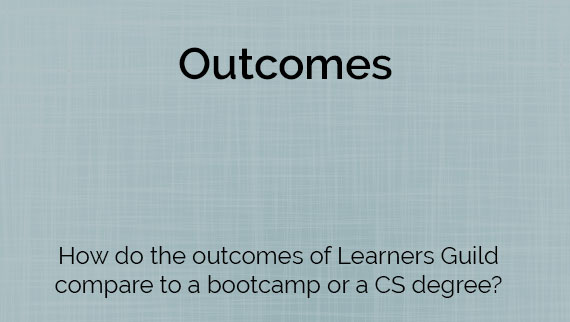 Outcomes
How do the outcomes of Learners Guild
compare to a bootcamp or a CS degree?